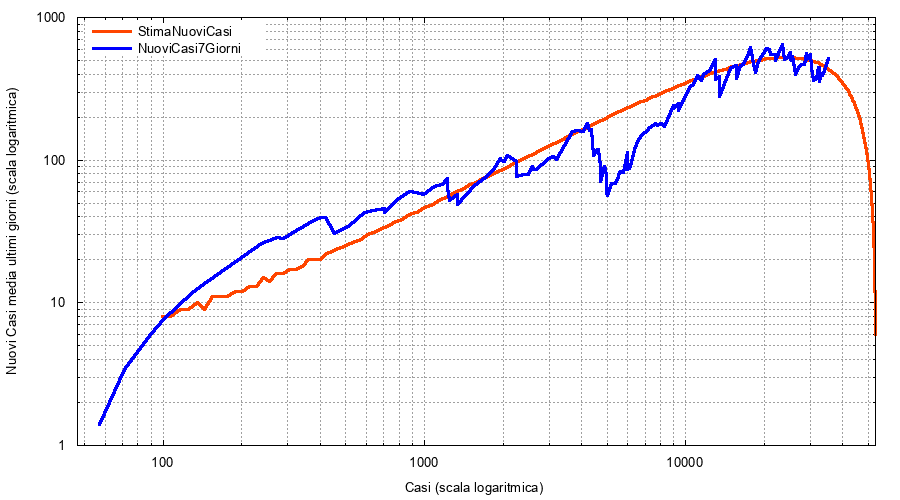 StimaNuoviCasi
NuoviCasi7Giorni
1000
100
10
1
100
1000
10000
Nuovi Casi media ultimi giorni (scala logaritmica)
Casi (scala logaritmica)